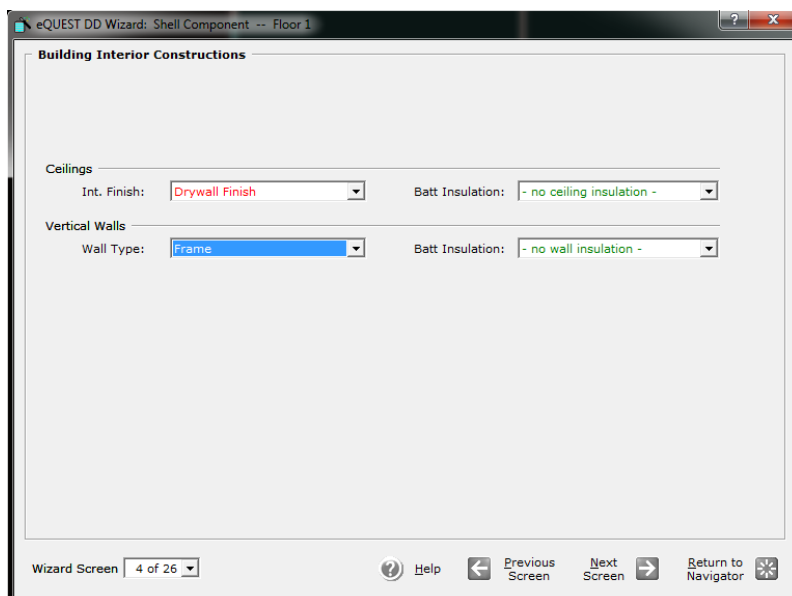 eQUEST DD Wizard: Shell Component -- Floor 1
?
X
Building Interior Constructions
Ceilings
Int. Finish: Drywall Finish Batt Insulation: - no ceiling insulation -
Vertical Walls
Wall Type: Frame Batt Insulation: - no wall insulation -
Wizard Screen 4 of 26 ? Help Previous Screen Next Screen Return to Navigator